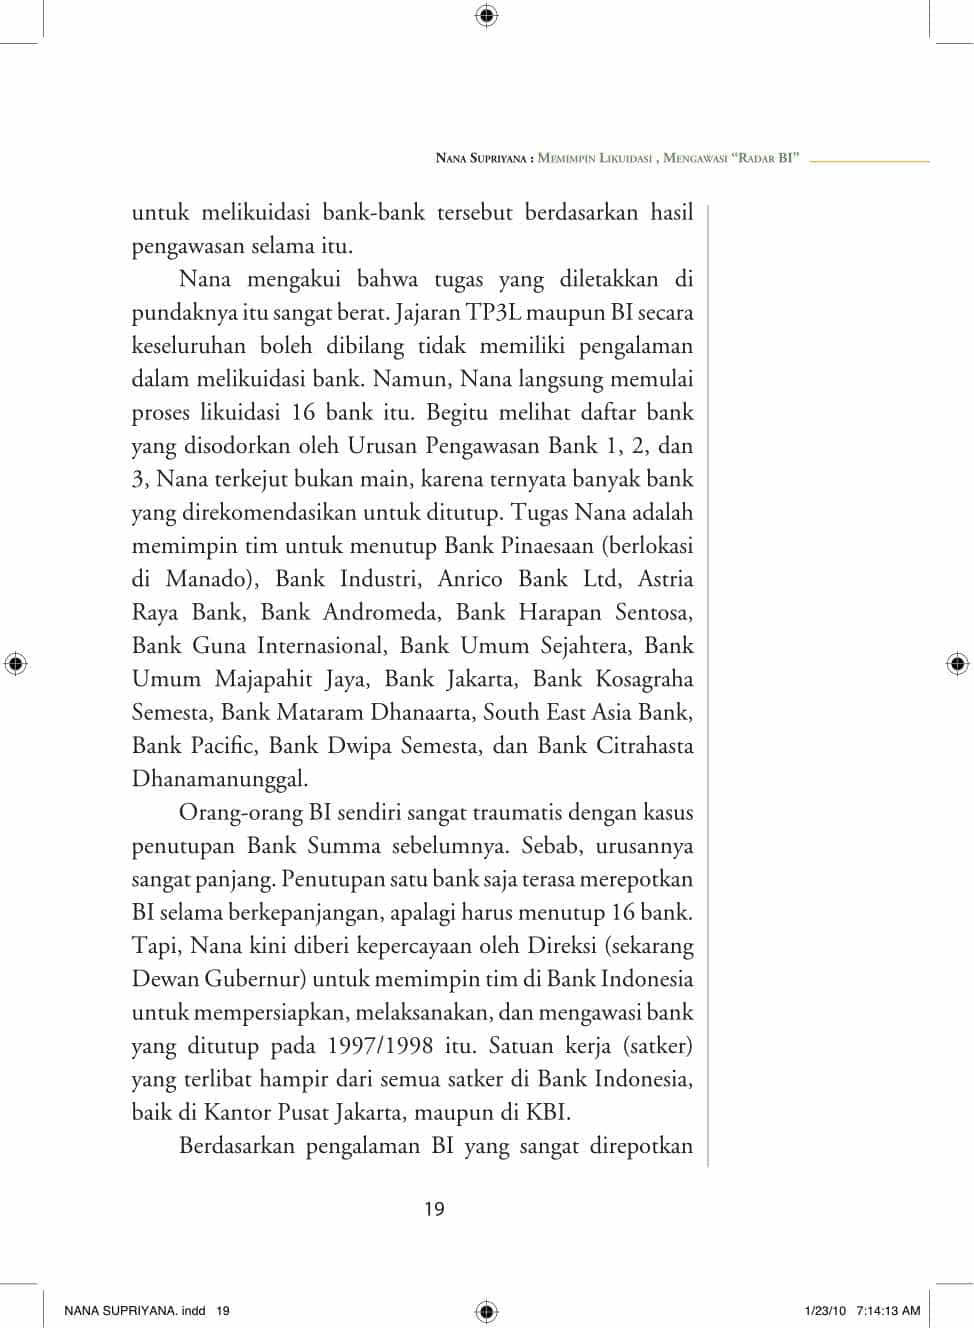 NANA SUPRIYANA : MEMIMPIN LIKUIDASI , MENGAWASI “RADAR BI”
untuk melikuidasi bank-bank tersebut berdasarkan hasil
pengawasan selama itu.
Nana mengakui bahwa tugas yang diletakkan di
pundaknya itu sangat berat. Jajaran TP3L maupun BI secara
keseluruhan boleh dibilang tidak memiliki pengalaman
dalam melikuidasi bank. Namun, Nana langsung memulai
proses likuidasi 16 bank itu. Begitu melihat daftar bank
yang disodorkan oleh Urusan Pengawasan Bank 1, 2, dan
3, Nana terkejut bukan main, karena ternyata banyak bank
yang direkomendasikan untuk ditutup. Tugas Nana adalah
memimpin tim untuk menutup Bank Pinaesaan (berlokasi
di Manado), Bank Industri, Anrico Bank Ltd, Astria
Raya Bank, Bank Andromeda, Bank Harapan Sentosa,
Bank Guna Internasional, Bank Umum Sejahtera, Bank
Umum Majapahit Jaya, Bank Jakarta, Bank Kosagraha
Semesta, Bank Mataram Dhanaarta, South East Asia Bank,
Bank Pacific, Bank Dwipa Semesta, dan Bank Citrahasta
Dhanamanunggal.
Orang-orang BI sendiri sangat traumatis dengan kasus
penutupan Bank Summa sebelumnya. Sebab, urusannya
sangat panjang. Penutupan satu bank saja terasa merepotkan
BI selama berkepanjangan, apalagi harus menutup 16 bank.
Tapi, Nana kini diberi kepercayaan oleh Direksi (sekarang
Dewan Gubernur) untuk memimpin tim di Bank Indonesia
untuk mempersiapkan, melaksanakan, dan mengawasi bank
yang ditutup pada 1997/1998 itu. Satuan kerja (satker)
yang terlibat hampir dari semua satker di Bank Indonesia,
baik di Kantor Pusat Jakarta, maupun di KBI.
Berdasarkan pengalaman BI yang sangat direpotkan
19
NANA SUPRIYANA. indd 19 1/23/10 7:14:13 AM